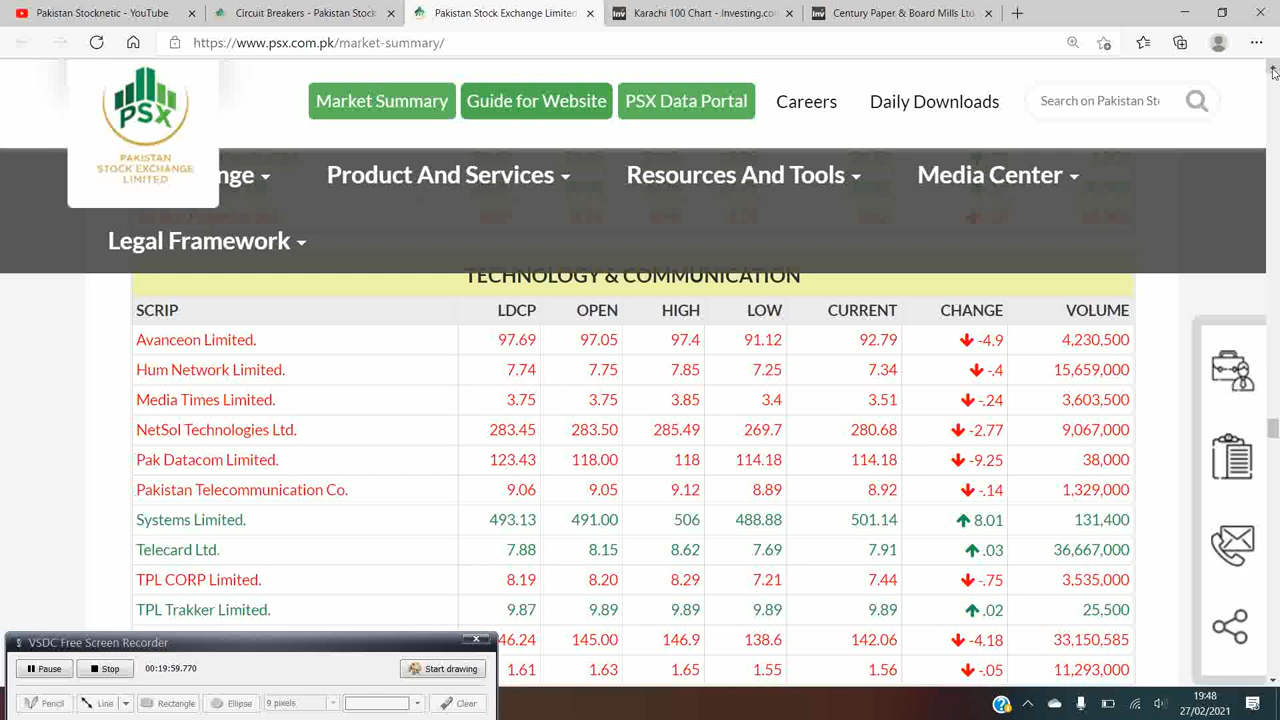 Pakistan Stocknetic - YouTube
Circuit Breakers - Pakistan Stock
Pakistan Stock Exchange Limited
Karachi 100 Chart - Investing.com
Century Paper & Board Mills Ltd.
https://www.psx.com.pk/market-summary/
PSX
PAKISTAN
STOCK EXCHANGE
LIMITED
Market Summary
Guide for Website
PSX Data Portal
Careers
Daily Downloads
Search on Pakistan Sto
nge
Product And Services
Resources And Tools
Media Center
Legal Framework
TECHNOLOGY & COMMUNICATION
SCRIP LDCP OPEN HIGH LOW CURRENT CHANGE VOLUME
Avanceon Limited. 97.69 97.05 97.4 91.12 92.79 -4.9 4,230,500
Hum Network Limited. 7.74 7.75 7.85 7.25 7.34 -.4 15,659,000
Media Times Limited. 3.75 3.75 3.85 3.4 3.51 -.24 3,603,500
NetSol Technologies Ltd. 283.45 283.50 285.49 269.7 280.68 -2.77 9,067,000
Pak Datacom Limited. 123.43 118.00 118 114.18 114.18 -9.25 38,000
Pakistan Telecommunication Co. 9.06 9.05 9.12 8.89 8.92 -.14 1,329,000
Systems Limited. 493.13 491.00 506 488.88 501.14 8.01 131,400
Telecard Ltd. 7.88 8.15 8.62 7.69 7.91 .03 36,667,000
TPL CORP Limited. 8.19 8.20 8.29 7.21 7.44 -.75 3,535,000
TPL Trakker Limited. 9.87 9.89 9.89 9.89 9.89 .02 25,500
46.24 145.00 146.9 138.6 142.06 -4.18 33,150,585
1.61 1.63 1.65 1.55 1.56 -.05 11,293,000
VSDC Free Screen Recorder
Pause Stop 00:19:59.770 Start drawing
Pencil Line Rectangle Ellipse 9 pixels Clear
19:48
27/02/2021